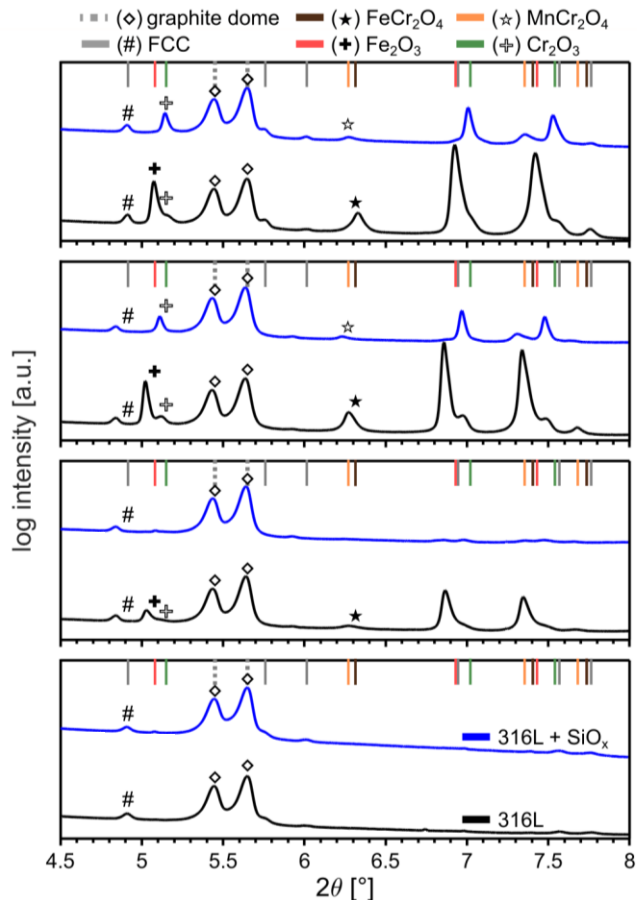 (◇) graphite dome (★) FeCr₂O₄ (☆) MnCr₂O₄
(#) FCC (✚) Fe₂O₃ (✙) Cr₂O₃
# ✙ ◇ ◇ ☆
# ✚ ✙ ◇ ◇ ★
# ✙ ◇ ◇ ☆
# ✚ ✙ ◇ ◇ ★
# ◇ ◇
# ✚ ✙ ◇ ◇ ★
# ◇ ◇
316L + SiOₓ
# ◇ ◇
316L
log intensity [a.u.]
4.5 5 5.5 6 6.5 7 7.5 8
2θ [°]